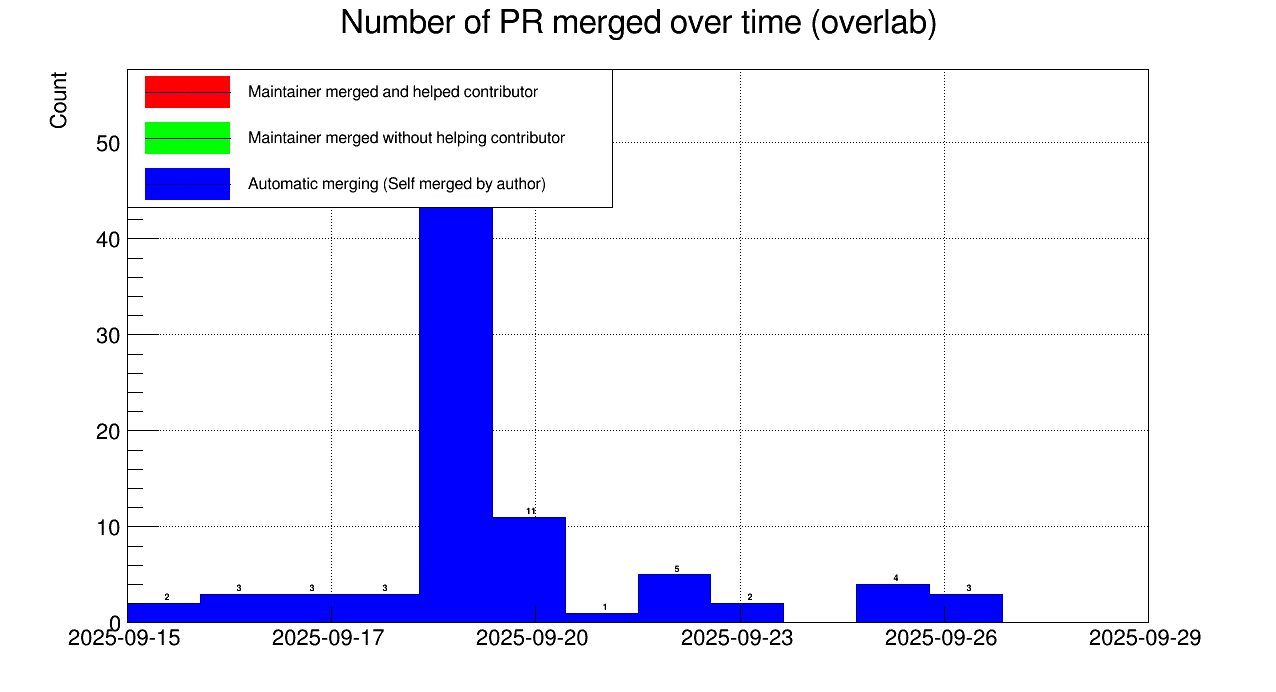 Number of PR merged over time (overlab)
Count
Maintainer merged and helped contributor
Maintainer merged without helping contributor
Automatic merging (Self merged by author)
50
40
30
20
10
0
2 3 3 3 11 1 5 2 4 3
2025-09-15 2025-09-17 2025-09-20 2025-09-23 2025-09-26 2025-09-29